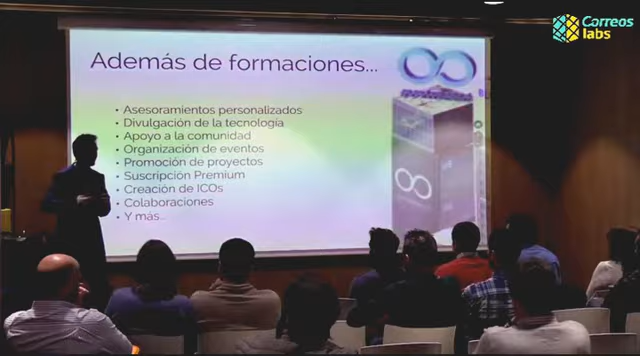 Correos
labs
Además de formaciones...
• Asesoramientos personalizados
• Divulgación de la tecnología
• Apoyo a la comunidad
• Organización de eventos
• Promoción de proyectos
• Suscripción Premium
• Creación de ICOs
• Colaboraciones
• Y más...